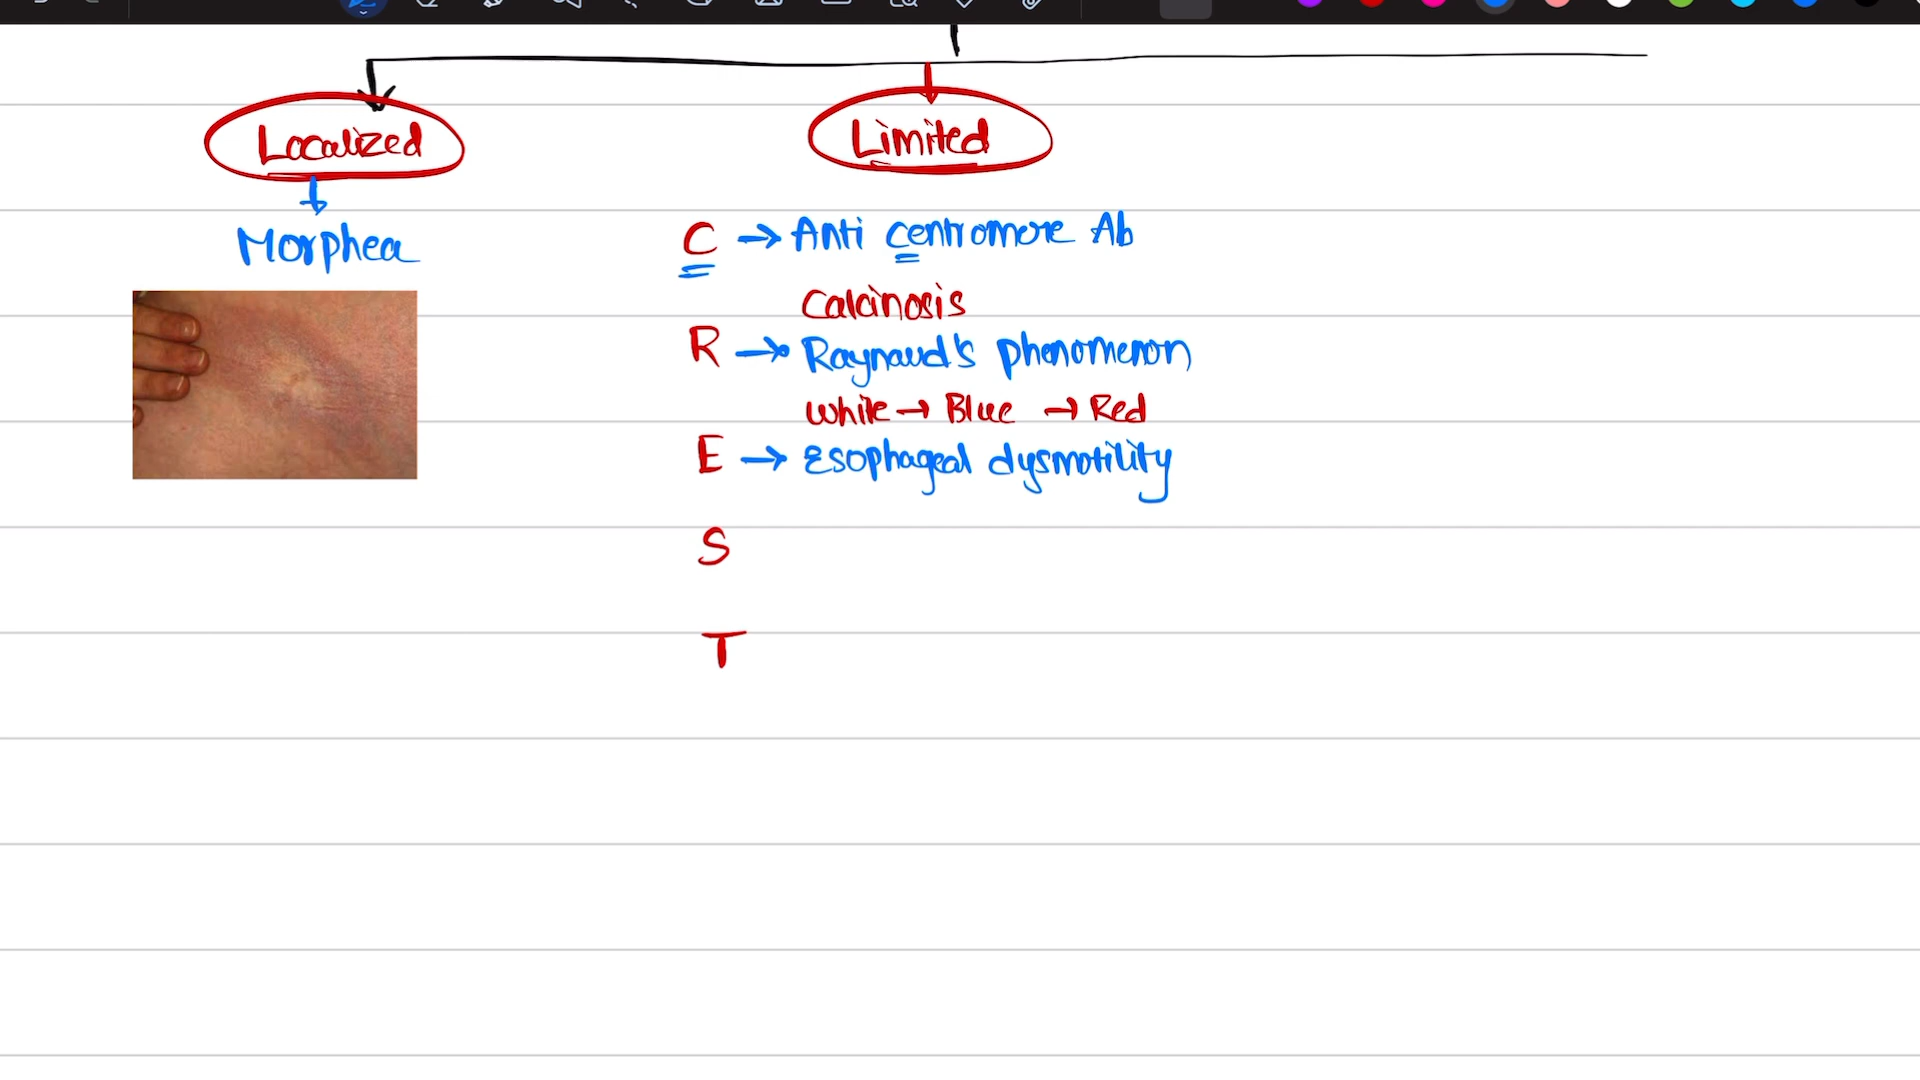 Localized
Limited
Morphea
C → Anti centromere Ab
Calcinosis
R → Raynaud's phenomenon
white → Blue → Red
E → Esophageal dysmotility
S
T